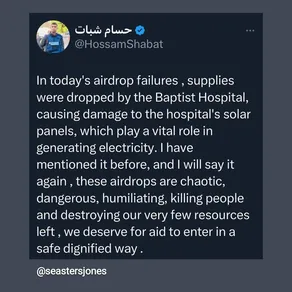 حسام شبات
@HossamShabat
In today's airdrop failures , supplies
were dropped by the Baptist Hospital,
causing damage to the hospital's solar
panels, which play a vital role in
generating electricity. I have
mentioned it before, and I will say it
again , these airdrops are chaotic,
dangerous, humiliating, killing people
and destroying our very few resources
left , we deserve for aid to enter in a
safe dignified way .
@seastersjones